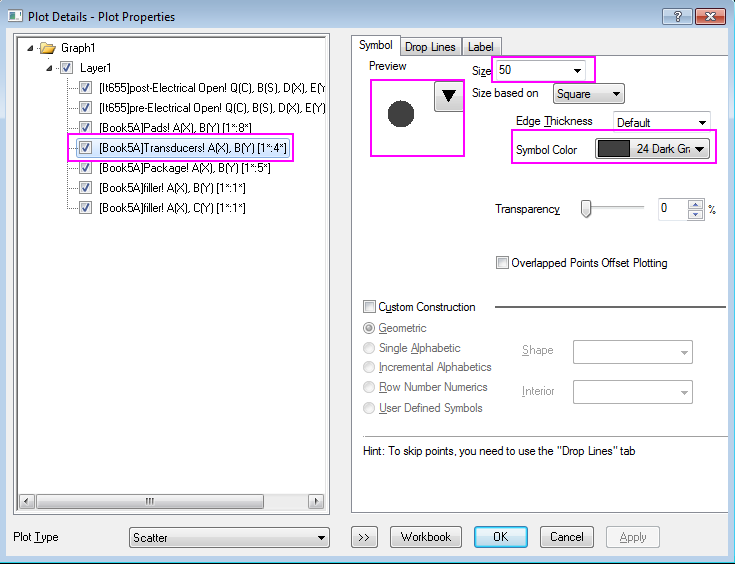 Plot Details - Plot Properties
Graph1
Layer1
[It655]post-Electrical Open! Q(C), B(S), D(X), E(Y
[It655]pre-Electrical Open! Q(C), B(S), D(X), E(Y)
[Book5A]Pads! A(X), B(Y) [1*:8*]
[Book5A]Transducers! A(X), B(Y) [1*:4*]
[Book5A]Package! A(X), B(Y) [1*:5*]
[Book5A]filler! A(X), B(Y) [1*:1*]
[Book5A]filler! A(X), C(Y) [1*:1*]
Symbol Drop Lines Label
Preview
Size 50
Size based on Square
Edge Thickness Default
Symbol Color 24 Dark Gra
Transparency 0 %
Overlapped Points Offset Plotting
Custom Construction
Geometric
Single Alphabetic
Incremental Alphabetics
Row Number Numerics
User Defined Symbols
Shape
Interior
Hint: To skip points, you need to use the "Drop Lines" tab
Plot Type Scatter
>> Workbook OK Cancel Apply